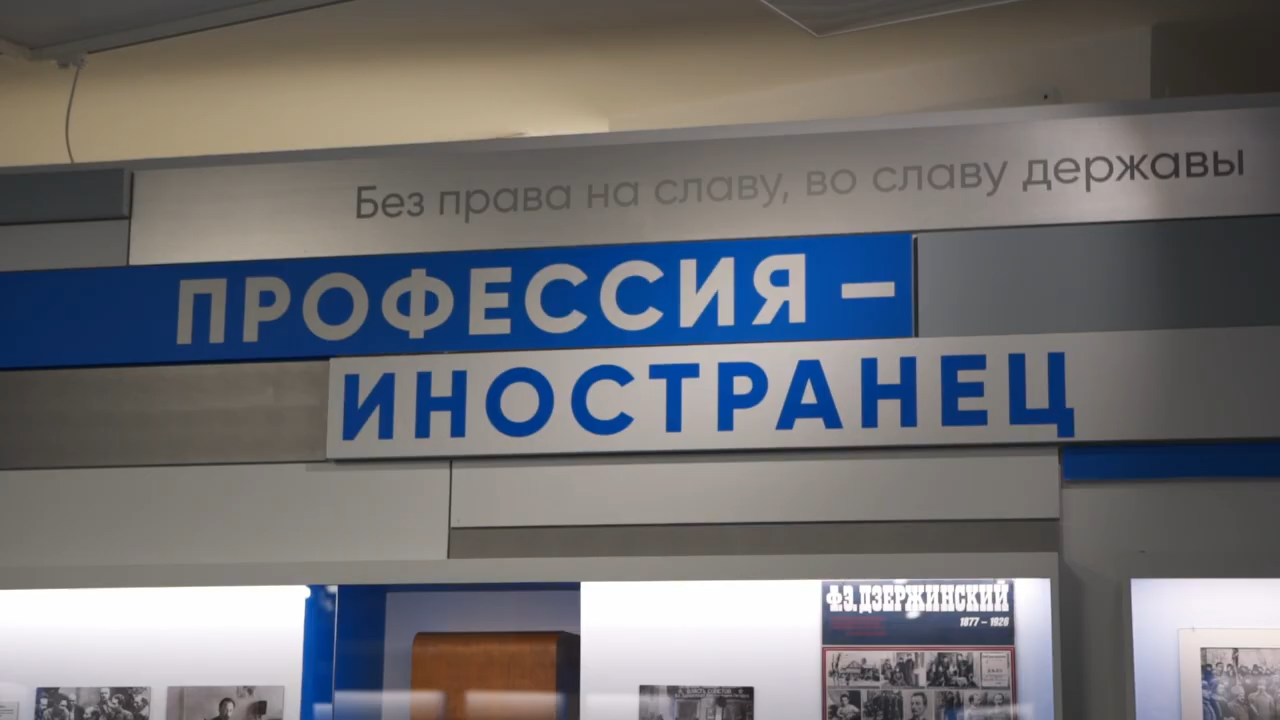 Без права на славу, во славу державы
ПРОФЕССИЯ –
ИНОСТРАНЕЦ
Ф.Э. ДЗЕРЖИНСКИЙ
1877 – 1926